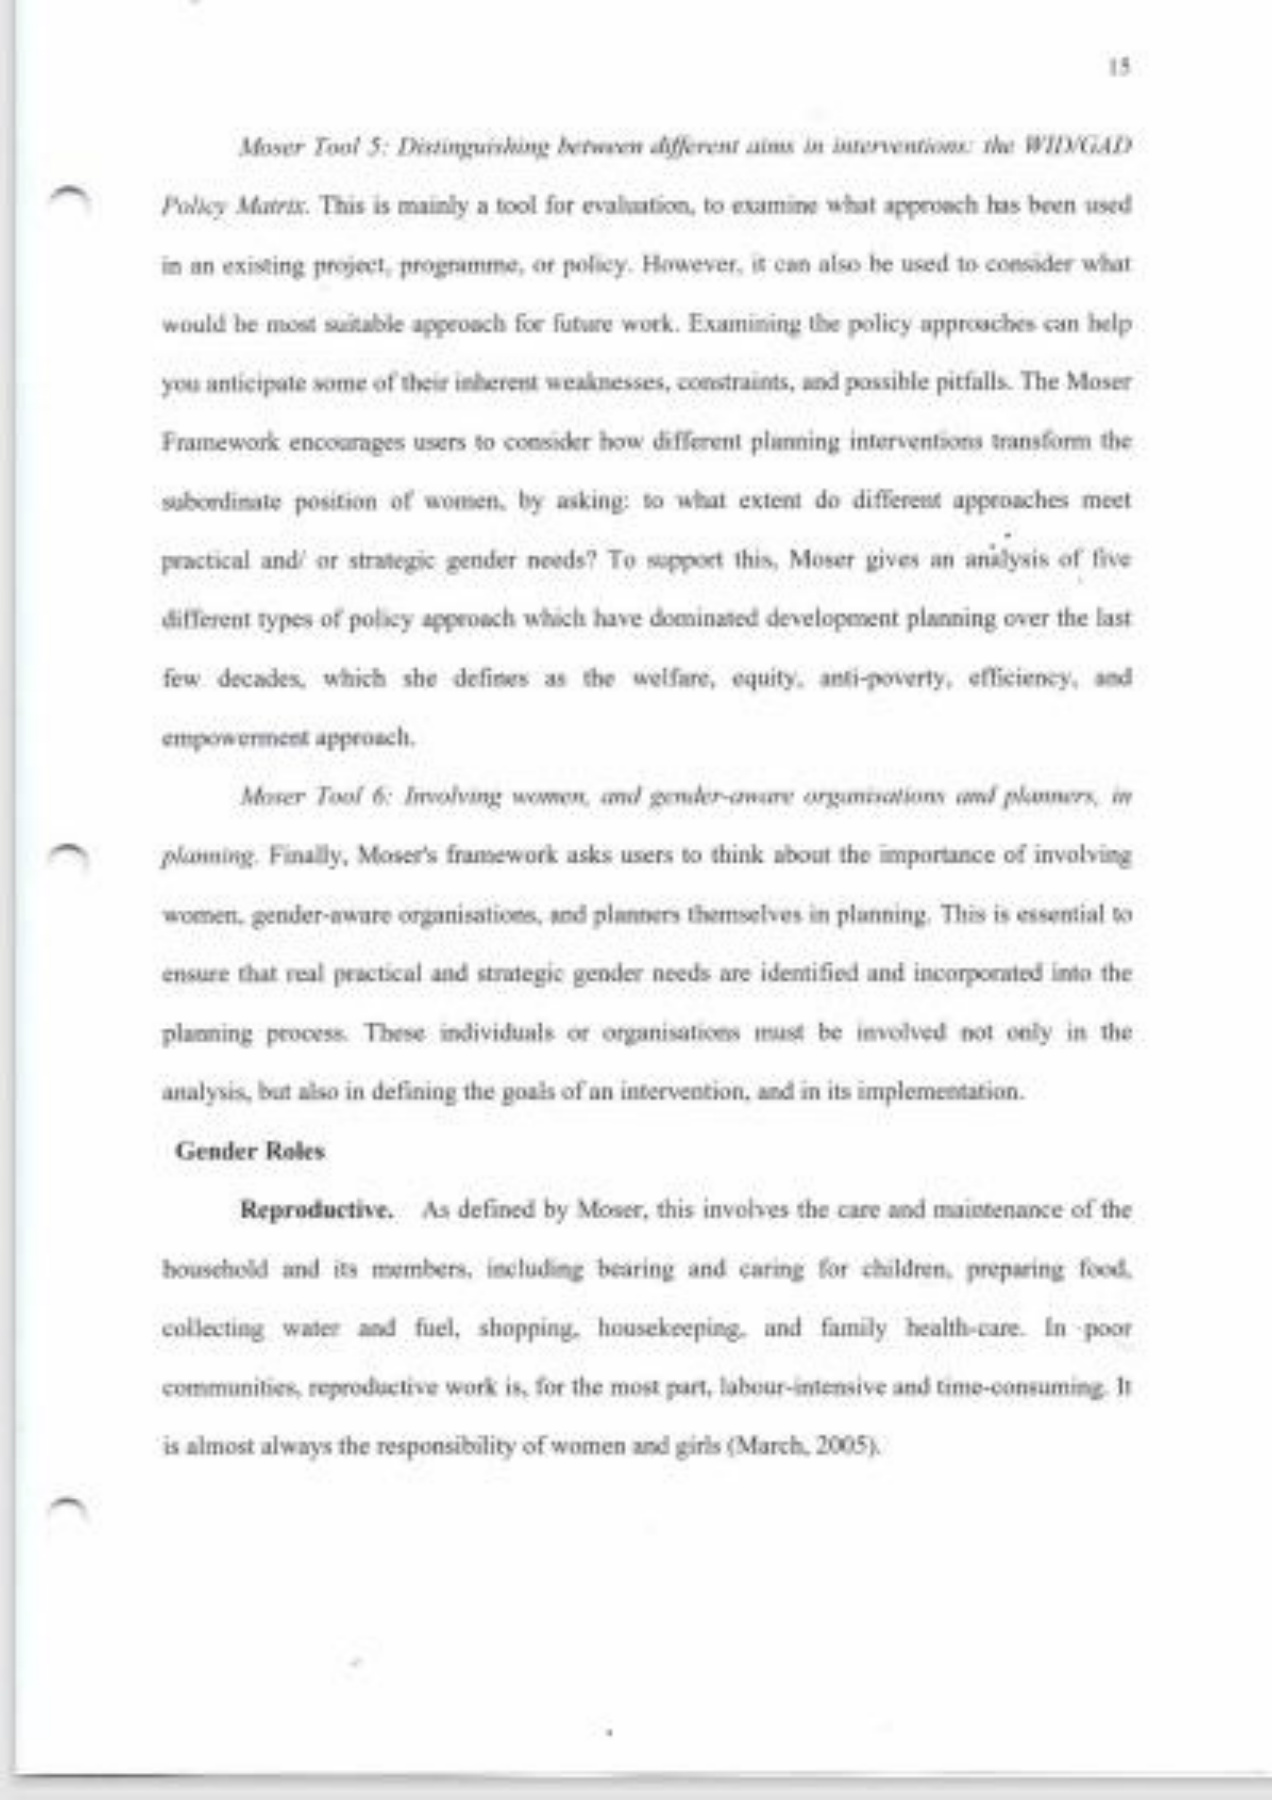 15
Moser Tool 5: Distinguishing between different aims in interventions: the WID/GAD
Policy Matrix. This is mainly a tool for evaluation, to examine what approach has been used
in an existing project, programme, or policy. However, it can also be used to consider what
would be most suitable approach for future work. Examining the policy approaches can help
you anticipate some of their inherent weaknesses, constraints, and possible pitfalls. The Moser
Framework encourages users to consider how different planning interventions transform the
subordinate position of women, by asking: to what extent do different approaches meet
practical and/ or strategic gender needs? To support this, Moser gives an analysis of five
different types of policy approach which have dominated development planning over the last
few decades, which she defines as the welfare, equity, anti-poverty, efficiency, and
empowerment approach.
Moser Tool 6: Involving women, and gender-aware organisations and planners, in
planning. Finally, Moser's framework asks users to think about the importance of involving
women, gender-aware organisations, and planners themselves in planning. This is essential to
ensure that real practical and strategic gender needs are identified and incorporated into the
planning process. These individuals or organisations must be involved not only in the
analysis, but also in defining the goals of an intervention, and in its implementation.
Gender Roles
Reproductive. As defined by Moser, this involves the care and maintenance of the
household and its members, including bearing and caring for children, preparing food,
collecting water and fuel, shopping, housekeeping, and family health-care. In poor
communities, reproductive work is, for the most part, labour-intensive and time-consuming. It
is almost always the responsibility of women and girls (March, 2005).